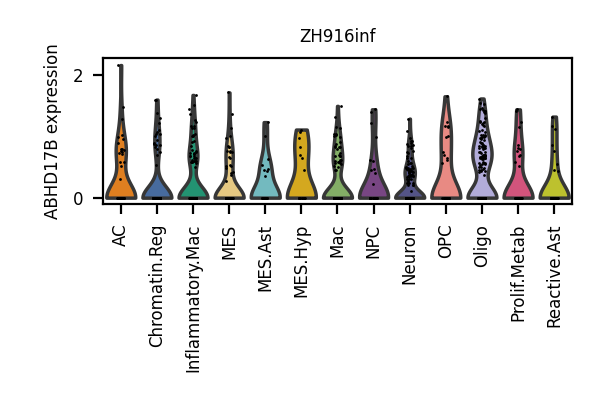 ZH916inf
ABHD17B expression
2
0
AC
Chromatin.Reg
Inflammatory.Mac
MES
MES.Ast
MES.Hyp
Mac
NPC
Neuron
OPC
Oligo
Prolif.Metab
Reactive.Ast